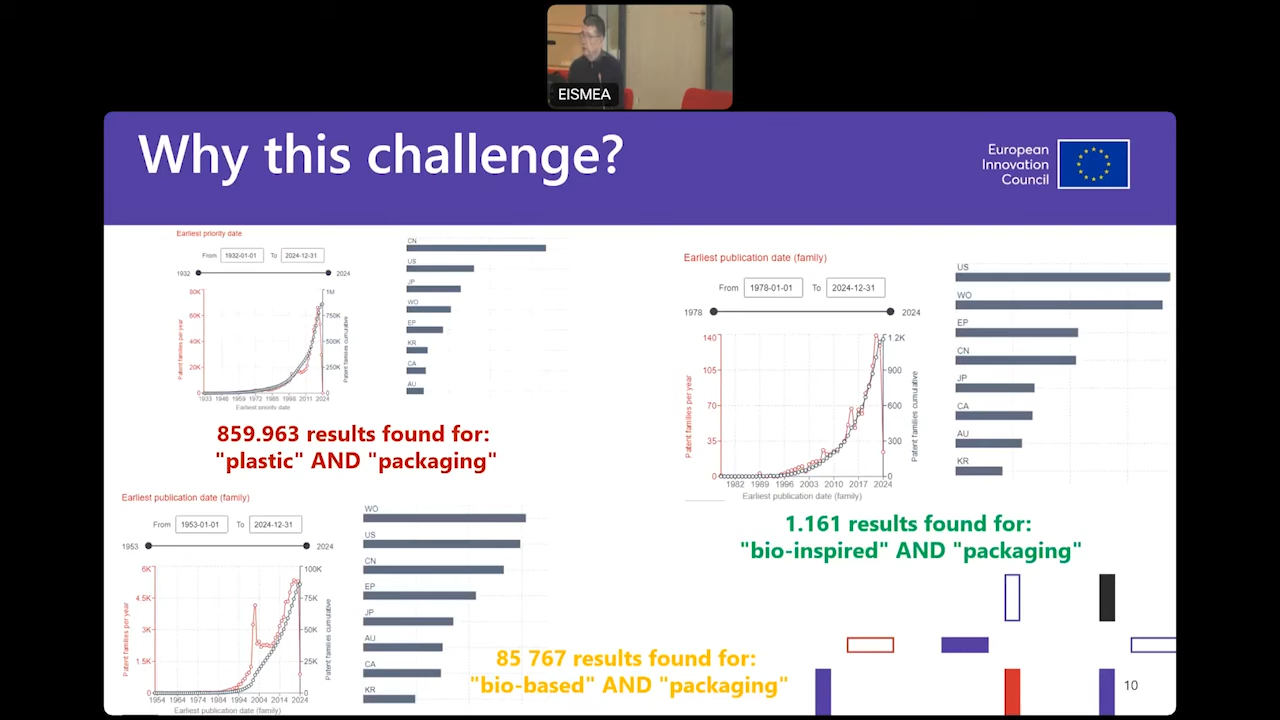 EISMEA
Why this challenge?
European
Innovation
Council
Earliest priority date
From 1932-01-01 To 2024-12-31
1932 2024
80K
60K
40K
20K
0
1M
750K
500K
250K
0
Patent families per year
Patent families cumulative
1933 1946 1959 1972 1985 1998 2011 2024
Earliest priority date
CN
US
JP
WO
EP
KR
CA
AU
859.963 results found for:
"plastic" AND "packaging"
Earliest publication date (family)
From 1978-01-01 To 2024-12-31
1978 2024
140
105
70
35
0
1.2K
900
600
300
0
Patent families per year
Patent families cumulative
1982 1989 1996 2003 2010 2017 2024
Earliest publication date (family)
US
WO
EP
CN
JP
CA
AU
KR
1.161 results found for:
"bio-inspired" AND "packaging"
Earliest publication date (family)
From 1953-01-01 To 2024-12-31
1953 2024
6K
4.5K
3K
1.5K
0
100K
75K
50K
25K
0
Patent families per year
Patent families cumulative
1954 1964 1974 1984 1994 2004 2014 2024
Earliest publication date (family)
WO
US
CN
EP
JP
AU
CA
KR
85 767 results found for:
"bio-based" AND "packaging"
10